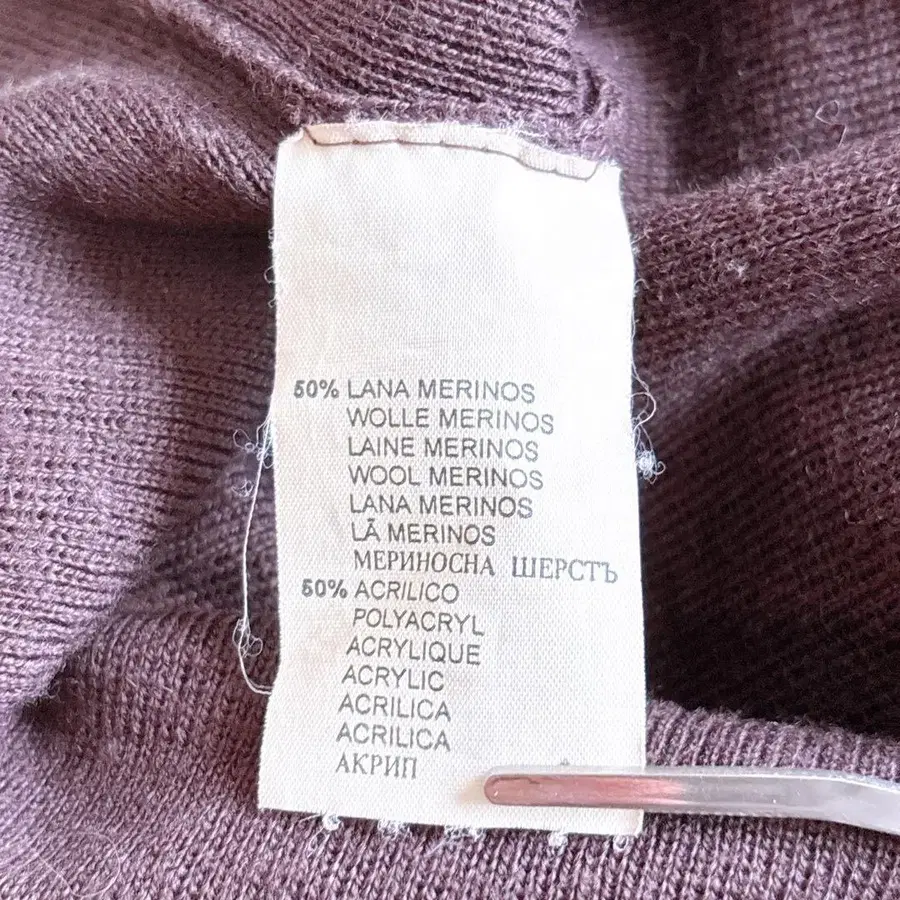 50% LANA MERINOS
WOLLE MERINOS
LAINE MERINOS
WOOL MERINOS
LANA MERINOS
LÃ MERINOS
МЕРИНОСНА ШЕРСТЪ
50% ACRILICO
POLYACRYL
ACRYLIQUE
ACRYLIC
ACRILICA
ACRILICA
АКРИП